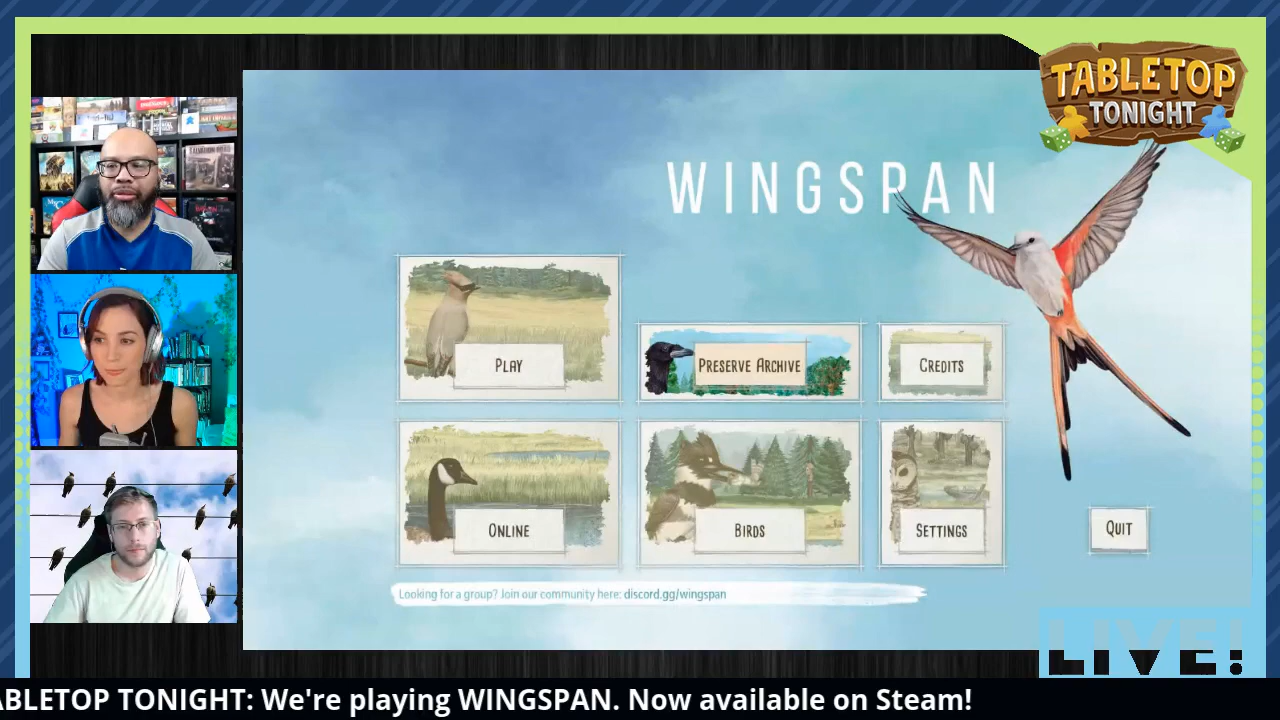 TABLETOP
TONIGHT
WINGSPAN
PLAY
PRESERVE ARCHIVE
CREDITS
ONLINE
BIRDS
SETTINGS
QUIT
Looking for a group? Join our community here: discord.gg/wingspan
LIVE!
ABLETOP TONIGHT: We're playing WINGSPAN. Now available on Steam!